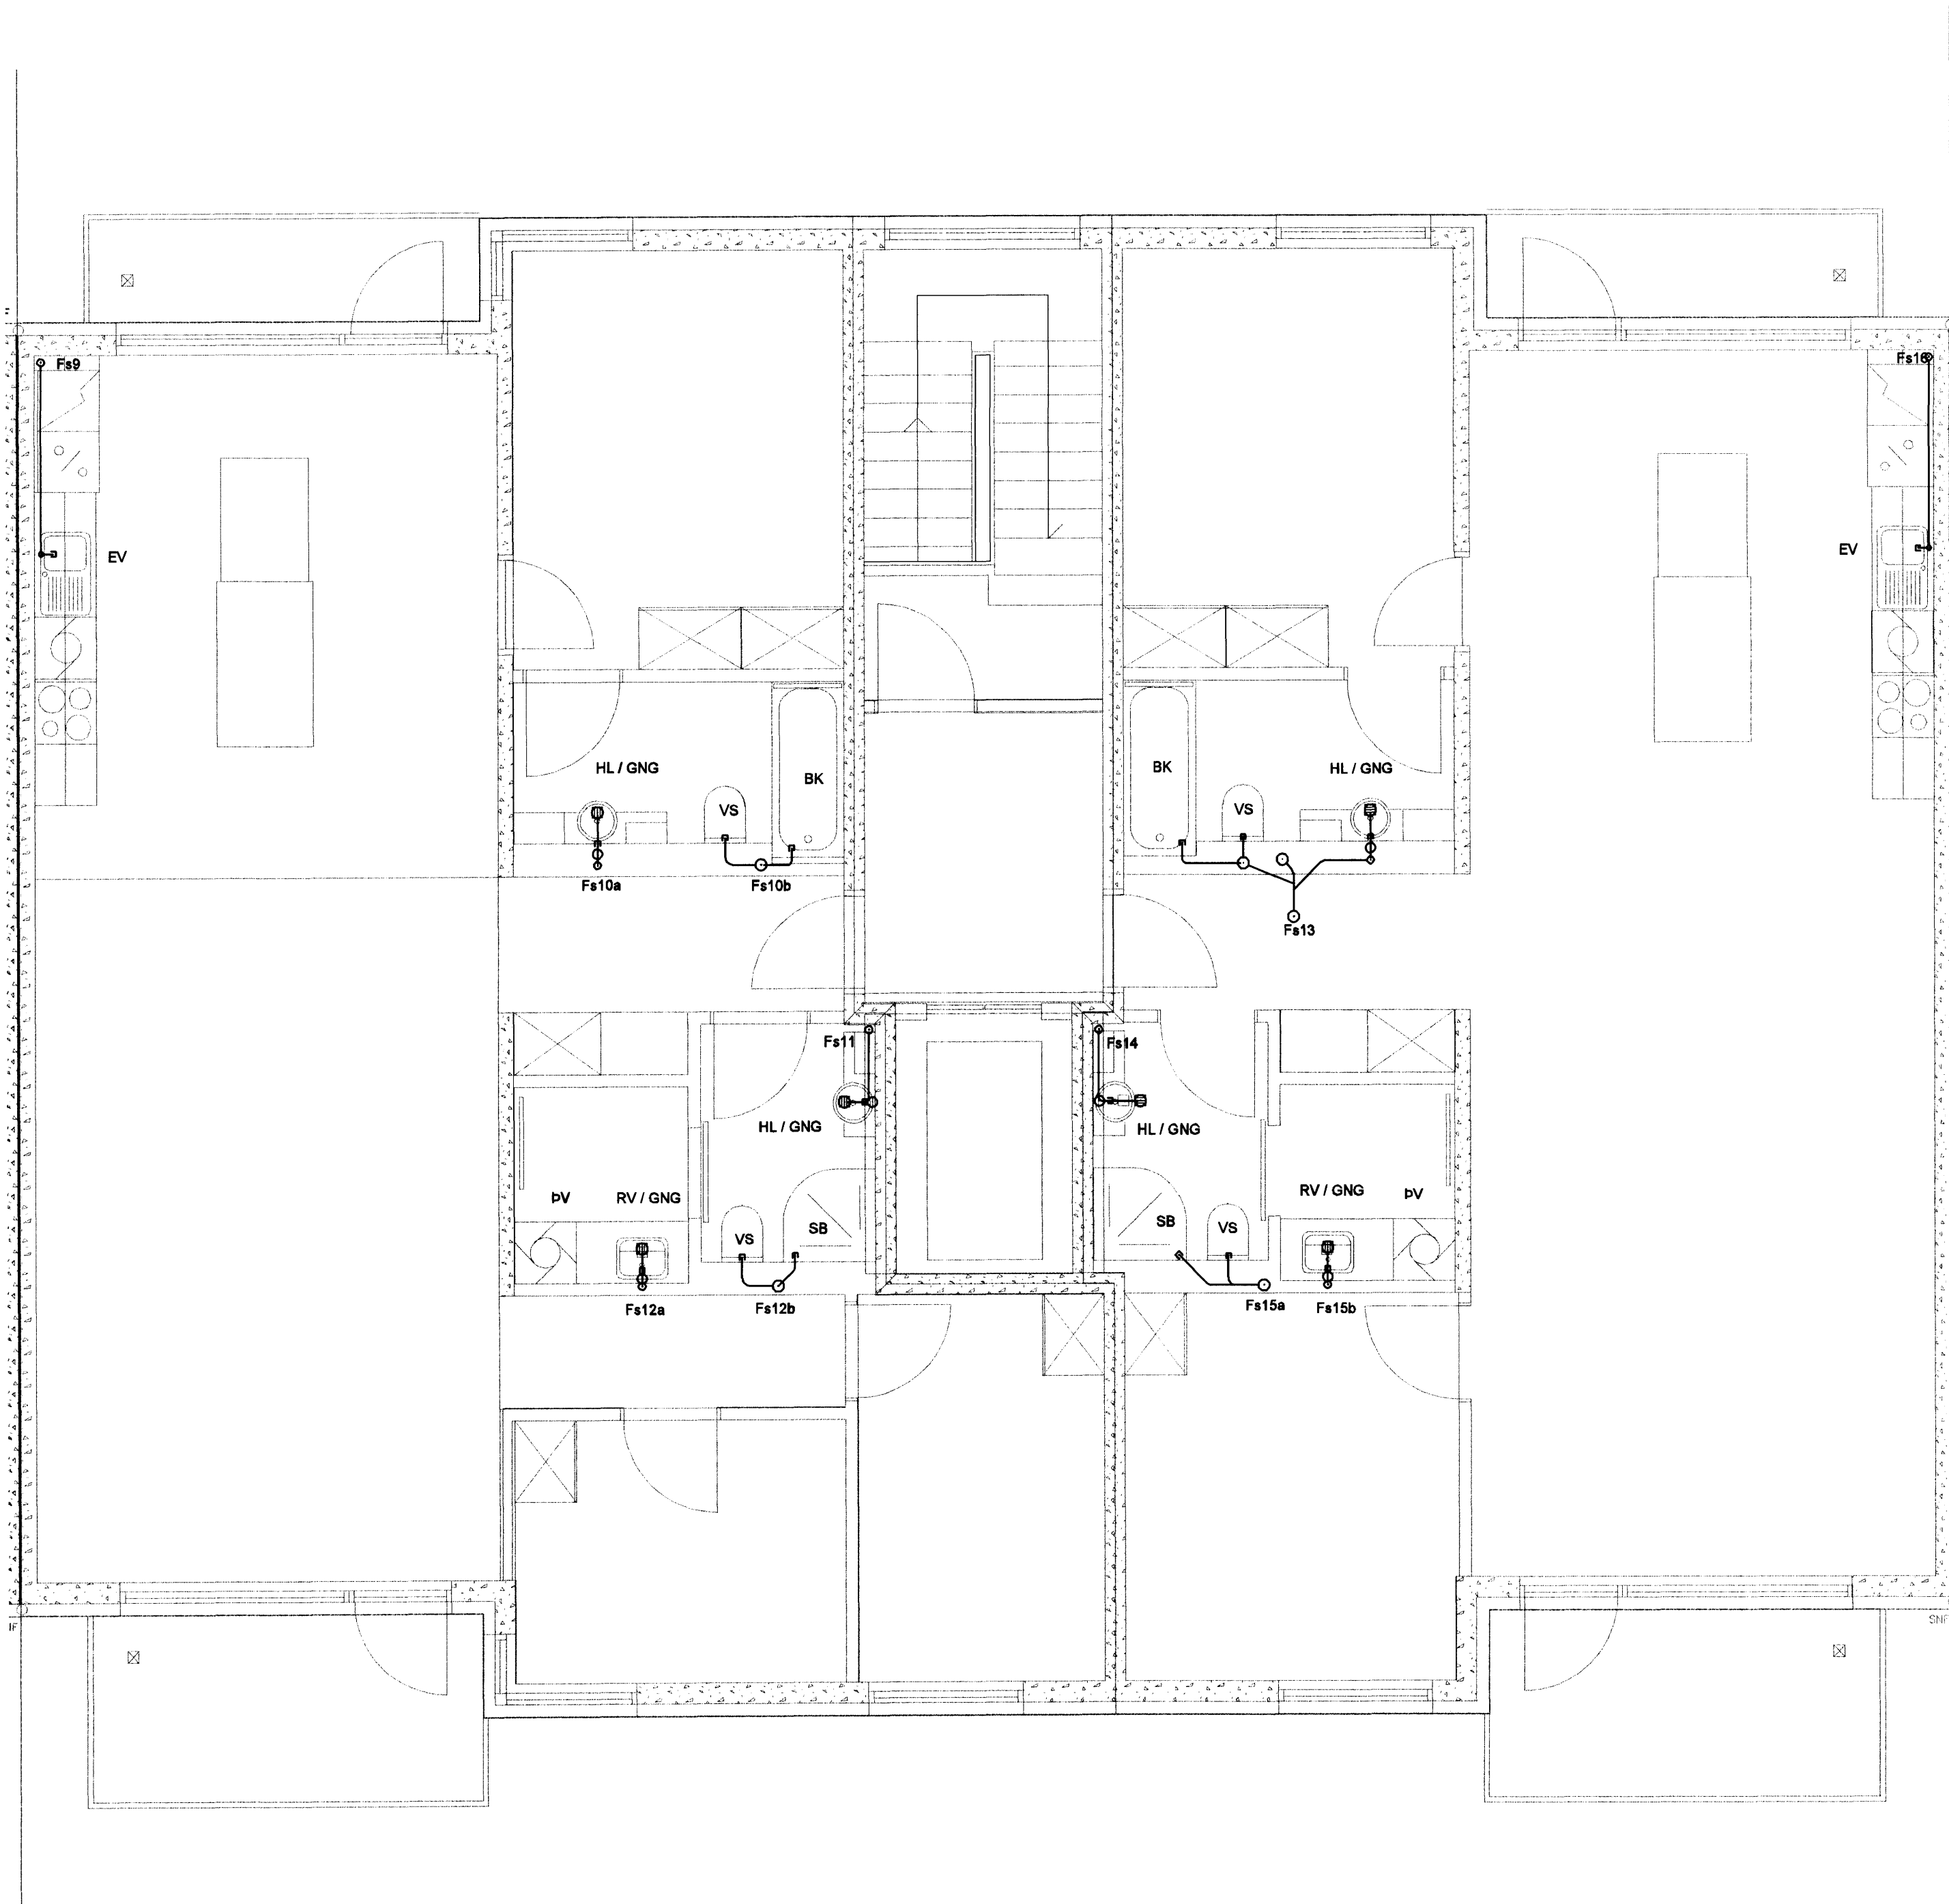 Fs9
Fs16
EV
EV
HL / GNG
BK
BK
HL / GNG
VS
VS
Fs10a
Fs10b
Fs13
Fs11
Fs14
HL / GNG
HL / GNG
ÞV
RV / GNG
RV / GNG
ÞV
SB
SB
VS
VS
Fs12a
Fs12b
Fs15a
Fs15b